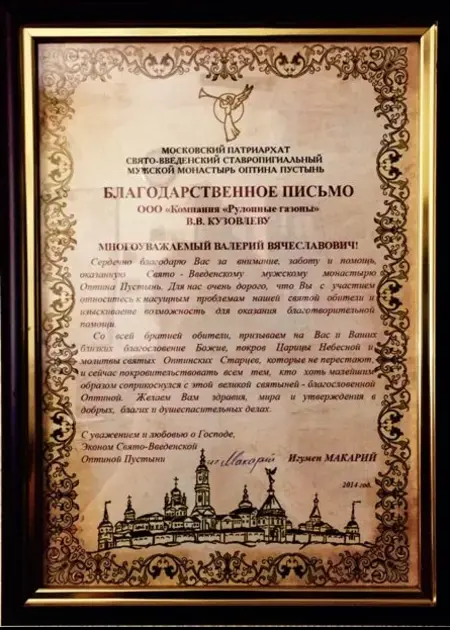 МОСКОВСКИЙ ПАТРИАРХАТ
СВЯТО-ВВЕДЕНСКИЙ СТАВРОПИГИАЛЬНЫЙ
МУЖСКОЙ МОНАСТЫРЬ ОПТИНА ПУСТЫНЬ
БЛАГОДАРСТВЕННОЕ ПИСЬМО
ООО «Компания «Рулонные газоны»
В.В. КУЗОВЛЕВУ
МНОГОУВАЖАЕМЫЙ ВАЛЕРИЙ ВЯЧЕСЛАВОВИЧ!
Сердечно благодарю Вас за внимание, заботу и помощь,
оказанную Свято - Введенскому мужскому монастырю
Оптина Пустынь. Для нас очень дорого, что Вы с участием
относитесь к насущным проблемам нашей святой обители и
изыскиваете возможность для оказания благотворительной
помощи.
Со всей братией обители, призываем на Вас и Ваших
близких благословение Божие, покров Царицы Небесной и
молитвы святых Оптинских Старцев, которые не перестают,
и сейчас покровительствовать всем тем, кто хоть малейшим
образом соприкоснулся с этой великой святыней - благословенной
Оптиной. Желаем Вам здравия, мира и утверждения в
добрых, благих и душеспасительных делах.
С уважением и любовью о Господе,
Эконом Свято-Введенской
Оптиной Пустыни иг Макарий Игумен МАКАРИЙ
2014 год.